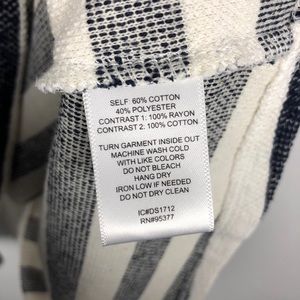 SELF 60% COTTON
40% POLYESTER
CONTRAST 1: 100% RAYON
CONTRAST 2: 100% COTTON
TURN GARMENT INSIDE OUT
MACHINE WASH COLD
WITH LIKE COLORS
DO NOT BLEACH
HANG DRY
IRON LOW IF NEEDED
DO NOT DRY CLEAN
IC#DS1712
RN#95377